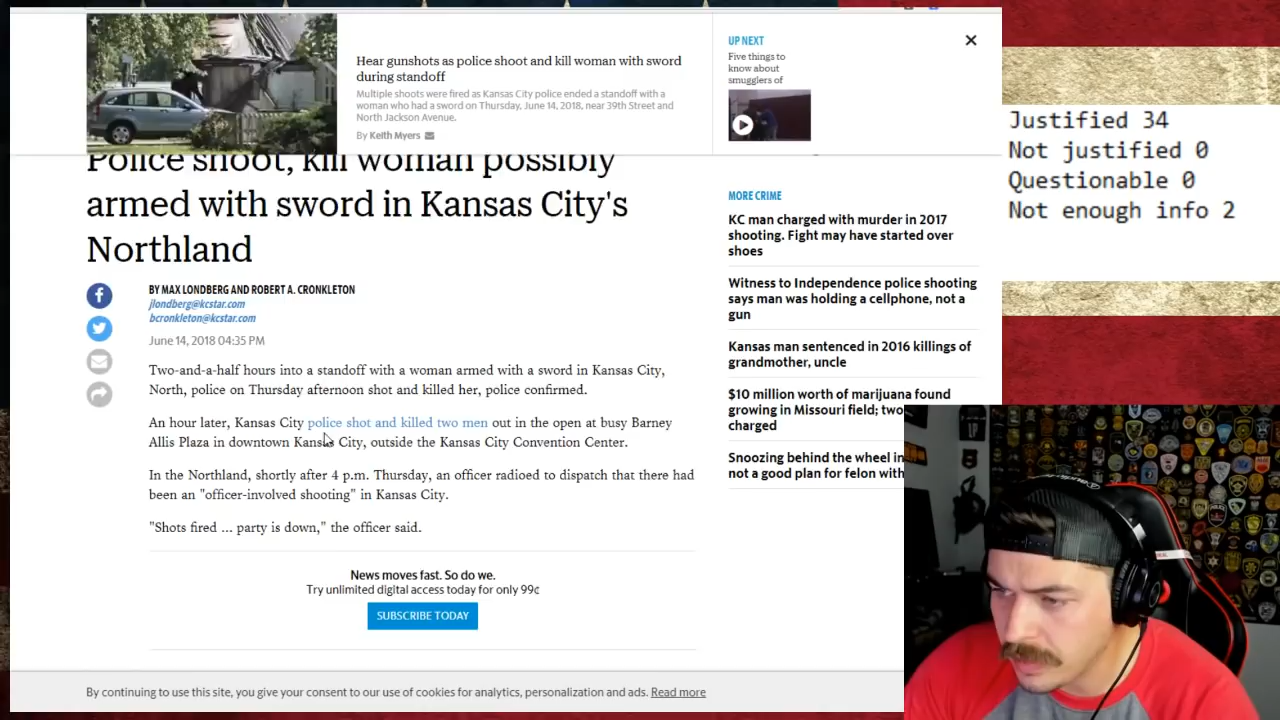 Hear gunshots as police shoot and kill woman with sword
during standoff
Multiple shoots were fired as Kansas City police ended a standoff with a
woman who had a sword on Thursday, June 14, 2018, near 39th Street and
North Jackson Avenue.
By Keith Myers
UP NEXT
Five things to
know about
smugglers of
Police shoot, kill woman possibly
armed with sword in Kansas City's
Northland
BY MAX LONDBERG AND ROBERT A. CRONKLETON
jlondberg@kcstar.com
bcronkleton@kcstar.com
June 14, 2018 04:35 PM
Two-and-a-half hours into a standoff with a woman armed with a sword in Kansas City,
North, police on Thursday afternoon shot and killed her, police confirmed.
An hour later, Kansas City police shot and killed two men out in the open at busy Barney
Allis Plaza in downtown Kansas City, outside the Kansas City Convention Center.
In the Northland, shortly after 4 p.m. Thursday, an officer radioed to dispatch that there had
been an "officer-involved shooting" in Kansas City.
"Shots fired ... party is down," the officer said.
News moves fast. So do we.
Try unlimited digital access today for only 99¢
SUBSCRIBE TODAY
MORE CRIME
KC man charged with murder in 2017
shooting. Fight may have started over
shoes
Witness to Independence police shooting
says man was holding a cellphone, not a
gun
Kansas man sentenced in 2016 killings of
grandmother, uncle
$10 million worth of marijuana found
growing in Missouri field; two
charged
Snoozing behind the wheel in
not a good plan for felon with
By continuing to use this site, you give your consent to our use of cookies for analytics, personalization and ads. Read more
Justified 34
Not justified 0
Questionable 0
Not enough info 2